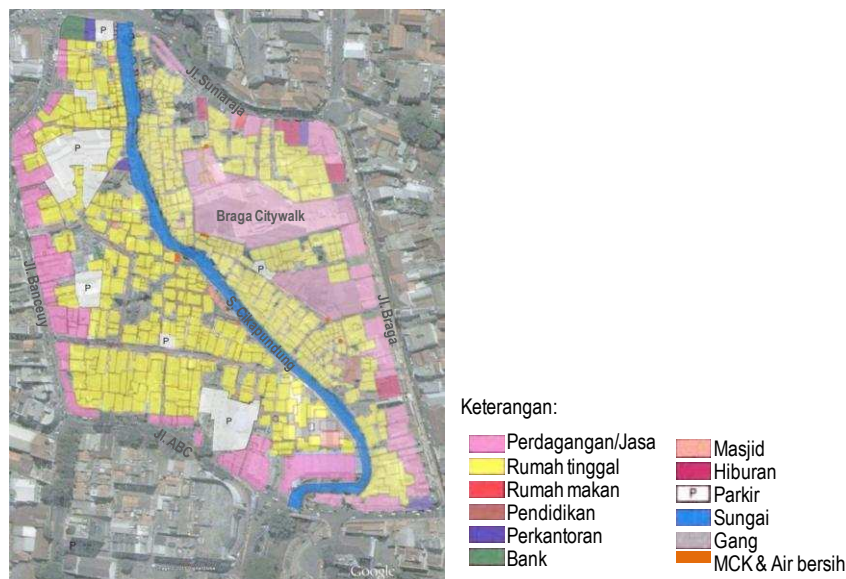 P
Jl. Suniaraja
P
Braga Citywalk
P
P
Jl. Banceuy
S. Cikapundung
Jl. Braga
P
P
Jl. ABC
P
Google
Keterangan:
Perdagangan/Jasa
Rumah tinggal
Rumah makan
Pendidikan
Perkantoran
Bank
Masjid
Hiburan
P Parkir
Sungai
Gang
MCK & Air bersih